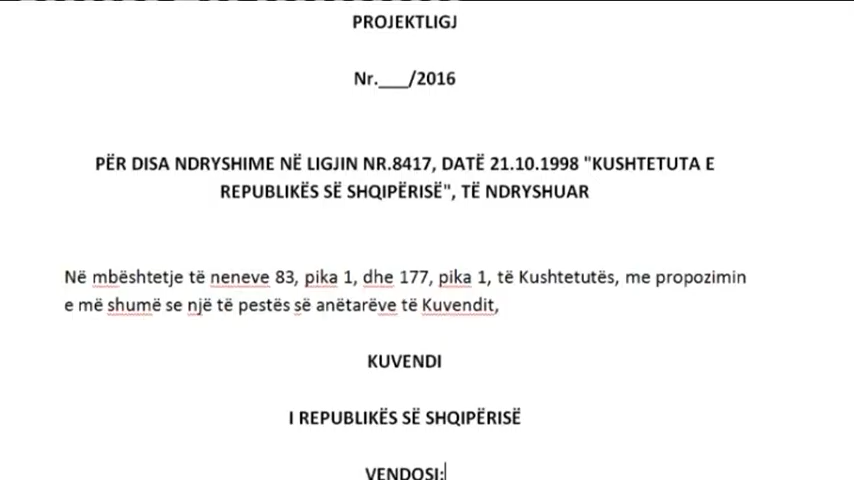 PROJEKTLIGJ
Nr.___/2016
PËR DISA NDRYSHIME NË LIGJIN NR.8417, DATË 21.10.1998 "KUSHTETUTA E
REPUBLIKËS SË SHQIPËRISË", TË NDRYSHUAR
Në mbështetje të neneve 83, pika 1, dhe 177, pika 1, të Kushtetutës, me propozimin
e më shumë se një të pestës së anëtarëve të Kuvendit,
KUVENDI
I REPUBLIKËS SË SHQIPËRISË
VENDOSI: